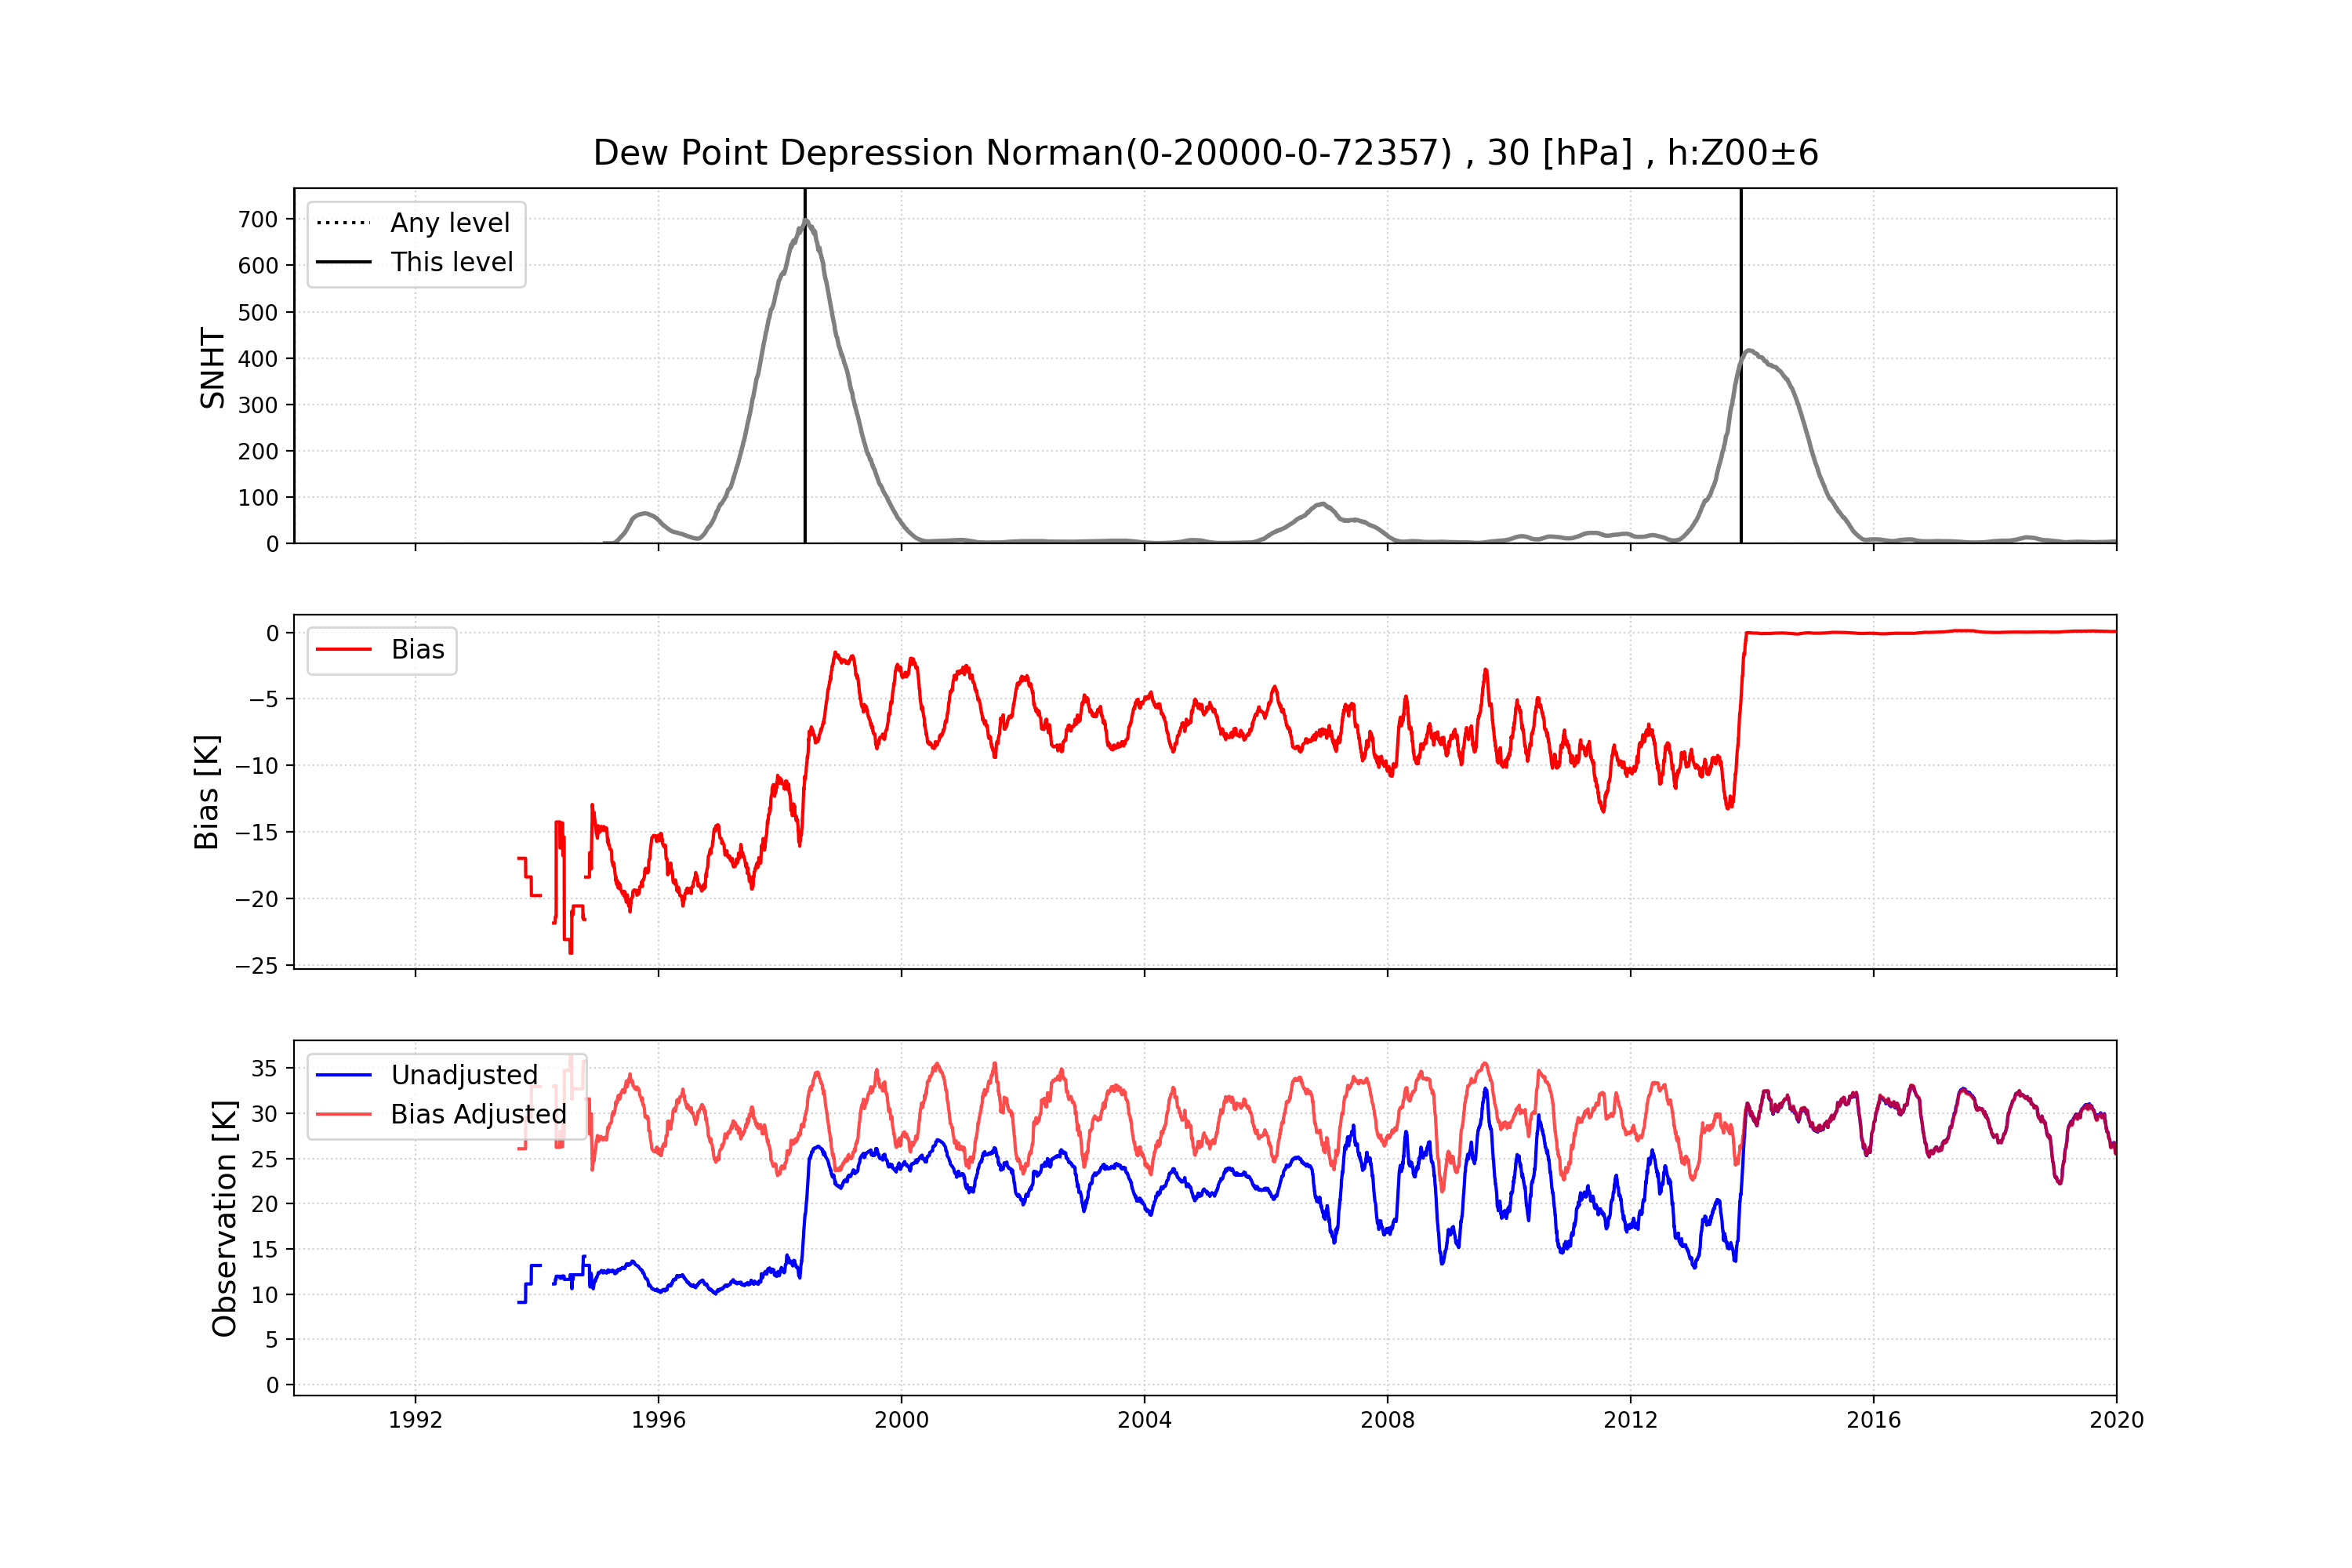 Dew Point Depression Norman(0-20000-0-72357) , 30 [hPa] , h:Z00±6
SNHT
700
600
500
400
300
200
100
0
Any level
This level
Bias [K]
0
−5
−10
−15
−20
−25
Bias
Observation [K]
35
30
25
20
15
10
5
0
Unadjusted
Bias Adjusted
1992 1996 2000 2004 2008 2012 2016 2020